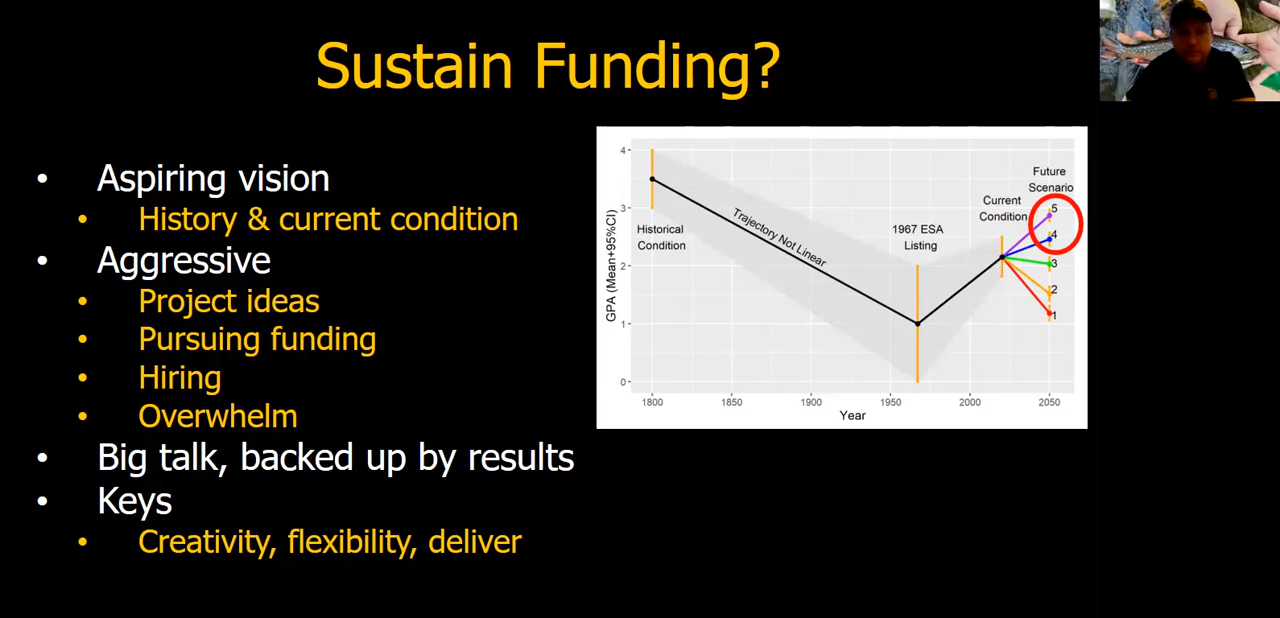 Sustain Funding?
• Aspiring vision
• History & current condition
• Aggressive
• Project ideas
• Pursuing funding
• Hiring
• Overwhelm
• Big talk, backed up by results
• Keys
• Creativity, flexibility, deliver
GPA (Mean+95%CI)
4
3
2
1
0
Historical
Condition
Trajectory Not Linear
1967 ESA
Listing
Current
Condition
Future
Scenario
5
4
3
2
1
1800
1850
1900
1950
2000
2050
Year